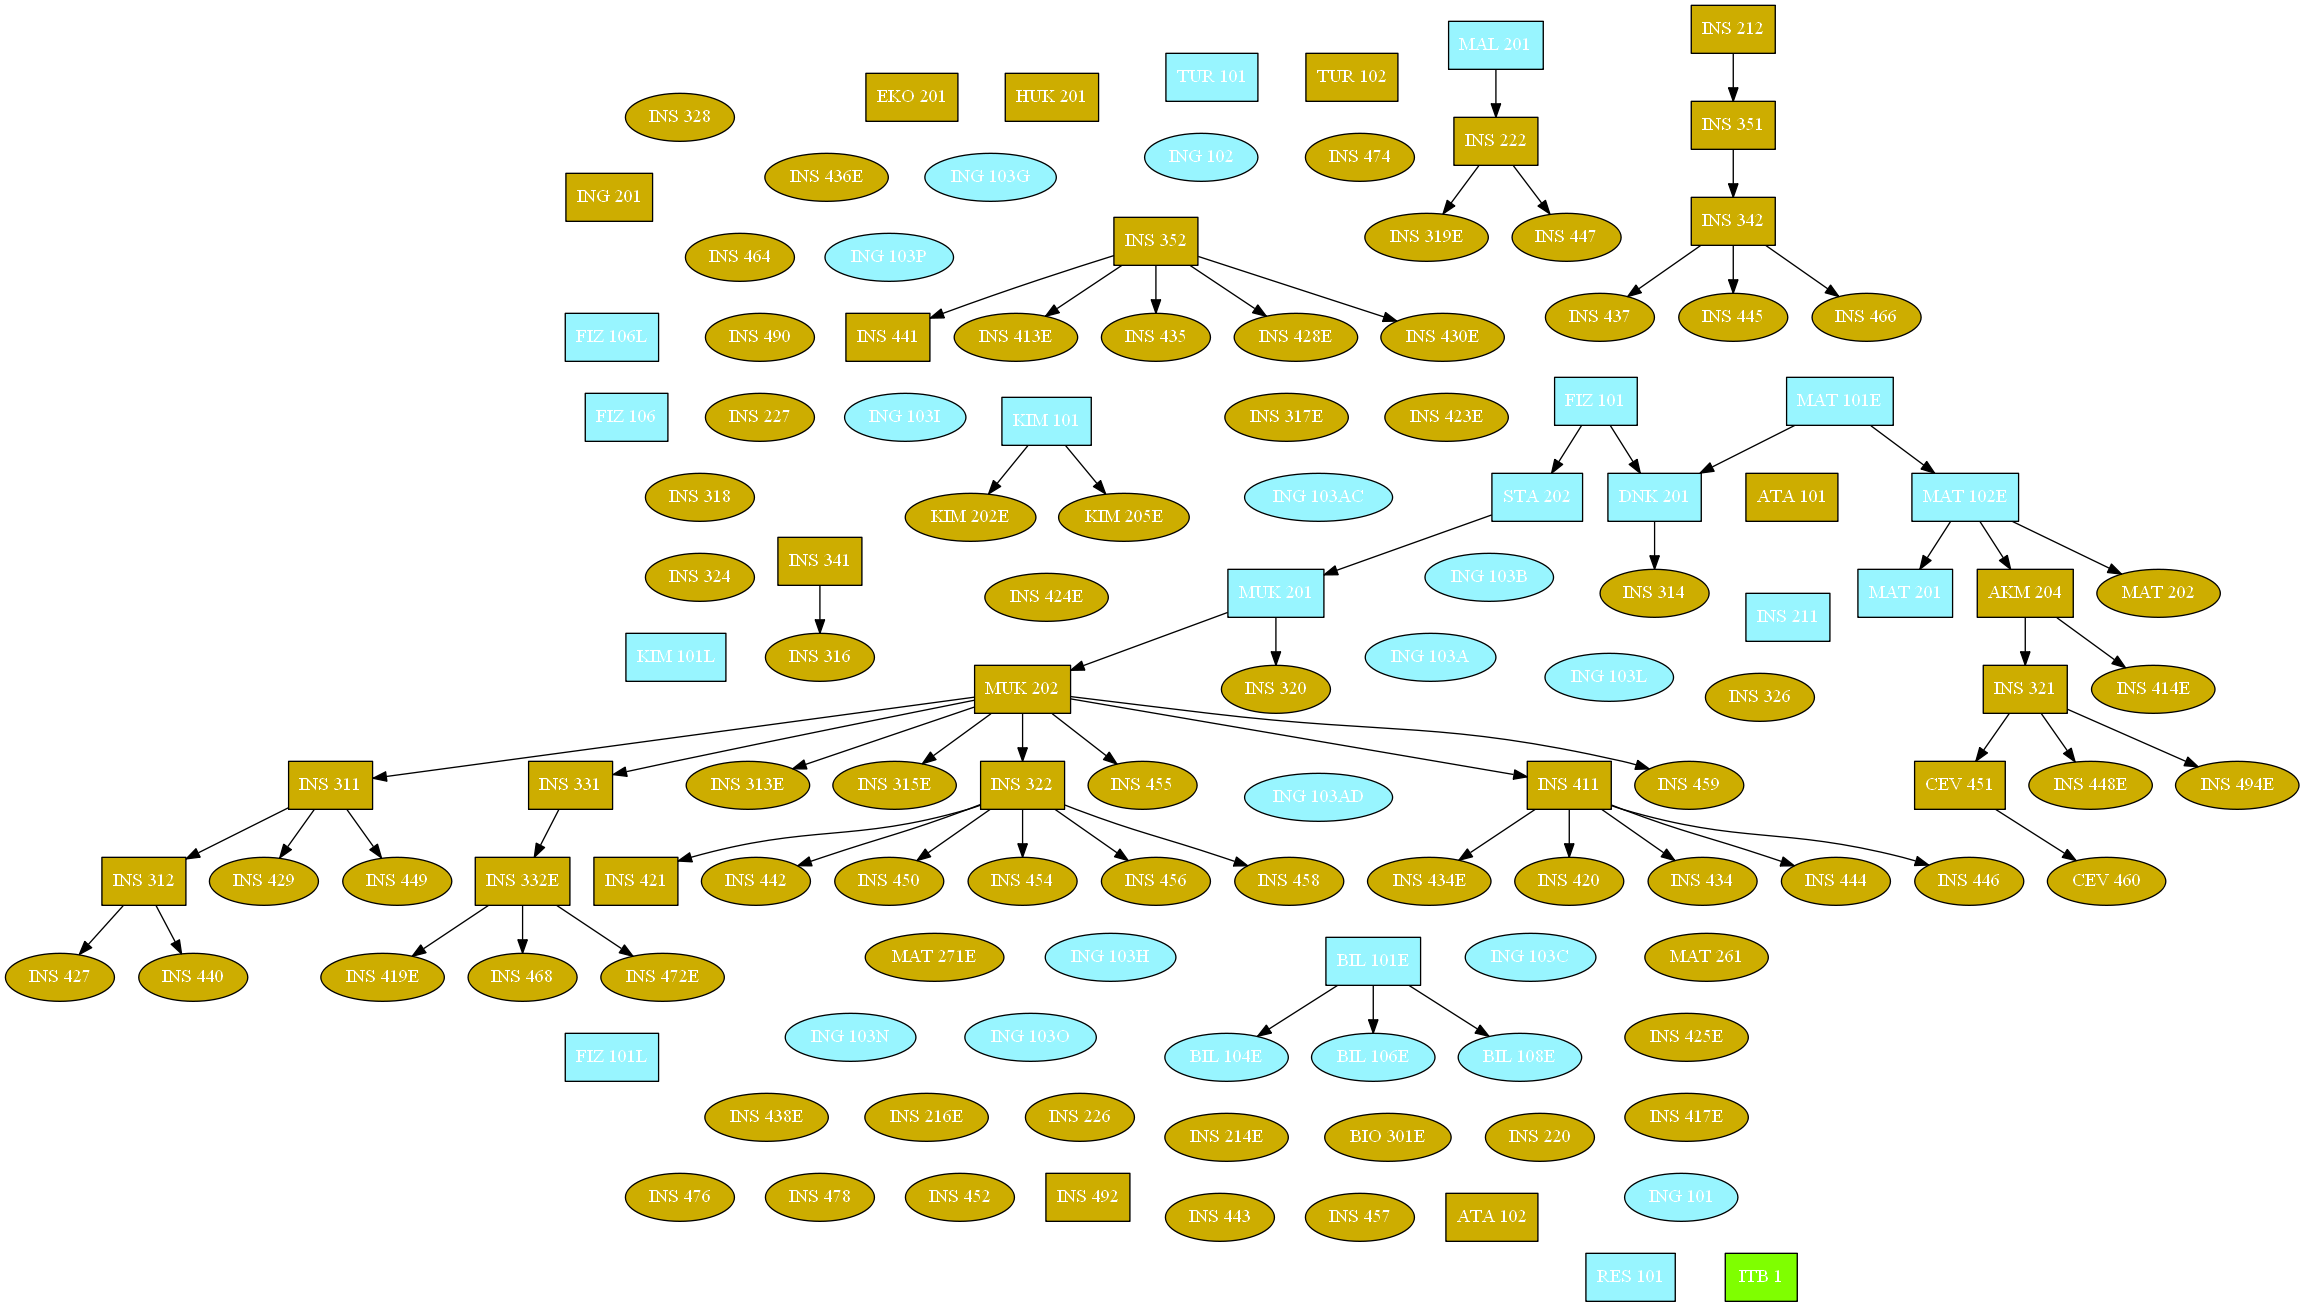 INS 212
MAL 201
TUR 101
TUR 102
EKO 201
HUK 201
INS 328
INS 351
INS 222
ING 102
INS 474
INS 436E
ING 103G
ING 201
INS 342
INS 352
INS 319E
INS 447
INS 464
ING 103P
INS 437
INS 445
INS 466
FIZ 106L
INS 490
INS 441
INS 413E
INS 435
INS 428E
INS 430E
FIZ 101
MAT 101E
FIZ 106
INS 227
ING 103I
KIM 101
INS 317E
INS 423E
INS 318
ING 103AC
STA 202
DNK 201
ATA 101
MAT 102E
KIM 202E
KIM 205E
INS 341
INS 324
ING 103B
INS 424E
MUK 201
INS 314
MAT 201
AKM 204
MAT 202
INS 211
KIM 101L
INS 316
ING 103A
ING 103L
MUK 202
INS 320
INS 326
INS 321
INS 414E
INS 311
INS 331
INS 313E
INS 315E
INS 322
INS 455
ING 103AD
INS 411
INS 459
CEV 451
INS 448E
INS 494E
INS 312
INS 429
INS 449
INS 332E
INS 421
INS 442
INS 450
INS 454
INS 456
INS 458
INS 434E
INS 420
INS 434
INS 444
INS 446
CEV 460
INS 427
INS 440
INS 419E
INS 468
INS 472E
MAT 271E
ING 103H
BIL 101E
ING 103C
MAT 261
FIZ 101L
ING 103N
ING 103O
BIL 104E
BIL 106E
BIL 108E
INS 425E
INS 438E
INS 216E
INS 226
INS 214E
BIO 301E
INS 220
INS 417E
INS 476
INS 478
INS 452
INS 492
INS 443
INS 457
ATA 102
ING 101
RES 101
ITB 1